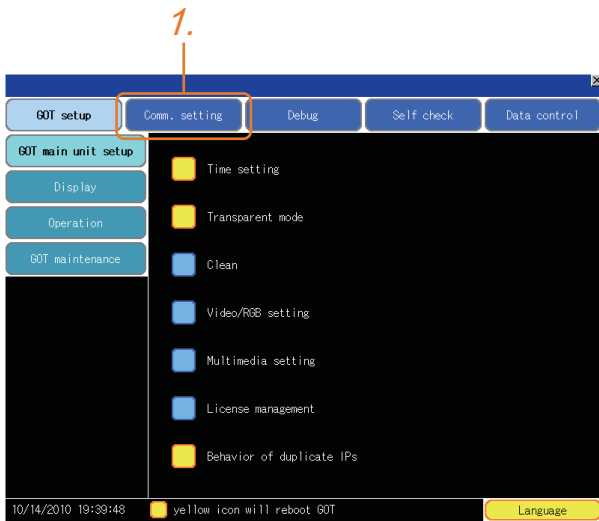 1.
GOT setup Comm. setting Debug Self check Data control
GOT main unit setup
Display
Operation
GOT maintenance
Time setting
Transparent mode
Clean
Video/RGB setting
Multimedia setting
License management
Behavior of duplicate IPs
10/14/2010 19:39:48 yellow icon will reboot GOT Language